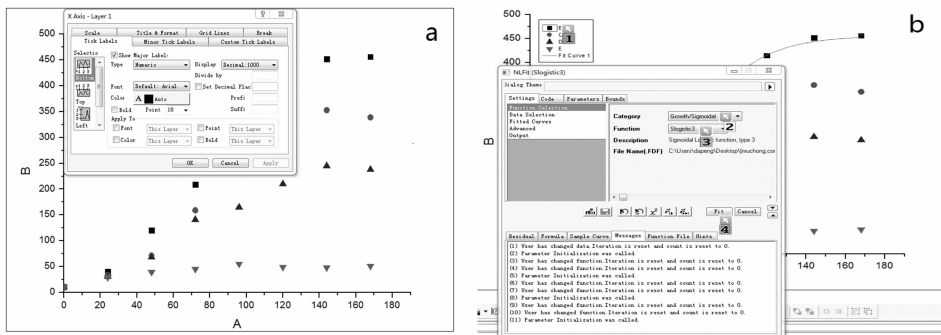 X Axis - Layer 1
Scale Title & Format Grid Lines Break
Tick Labels Minor Tick Labels Custom Tick Labels
Selection
Show Major Label:
Type Numeric Display Decimal:1000
Divide by
Bottom
Font Default: Arial Set Decimal Plac
Top
Color A Auto Prefi
Bold Point 18 Suffi
Left
Apply To
Font This Layer Point This Layer
Color This Layer Bold This Layer
OK Cancel Apply
a
500
450
400
350
300
250
200
150
100
50
0
B
0 20 40 60 80 100 120 140 160 180
A
b
500
450
400
50
0
B
1
E
Fit Curve 1
NLFit (Slogistic3)
Dialog Theme
Settings Code Parameters Bounds
Function Selection
Data Selection
Fitted Curves
Advanced
Output
Category Growth/Sigmoidal
2
Function Slogistic3
3
Description Sigmoidal function, type 3
File Name(.FDF) C:\Users\dapeng\Desktop\[muchong.cor
Fit Cancel
4
Residual Formula Sample Curve Messages Function File Hints
(1) User has changed data.Iteration is reset and count is reset to 0.
(2) Parameter Initialization was called.
(3) User has changed function.Iteration is reset and count is reset to 0.
(4) User has changed function.Iteration is reset and count is reset to 0.
(5) Parameter Initialization was called.
(6) User has changed function.Iteration is reset and count is reset to 0.
(7) User has changed function.Iteration is reset and count is reset to 0.
(8) Parameter Initialization was called.
(9) User has changed function.Iteration is reset and count is reset to 0.
(10) User has changed function.Iteration is reset and count is reset to 0.
(11) Parameter Initialization was called.
140 160 180